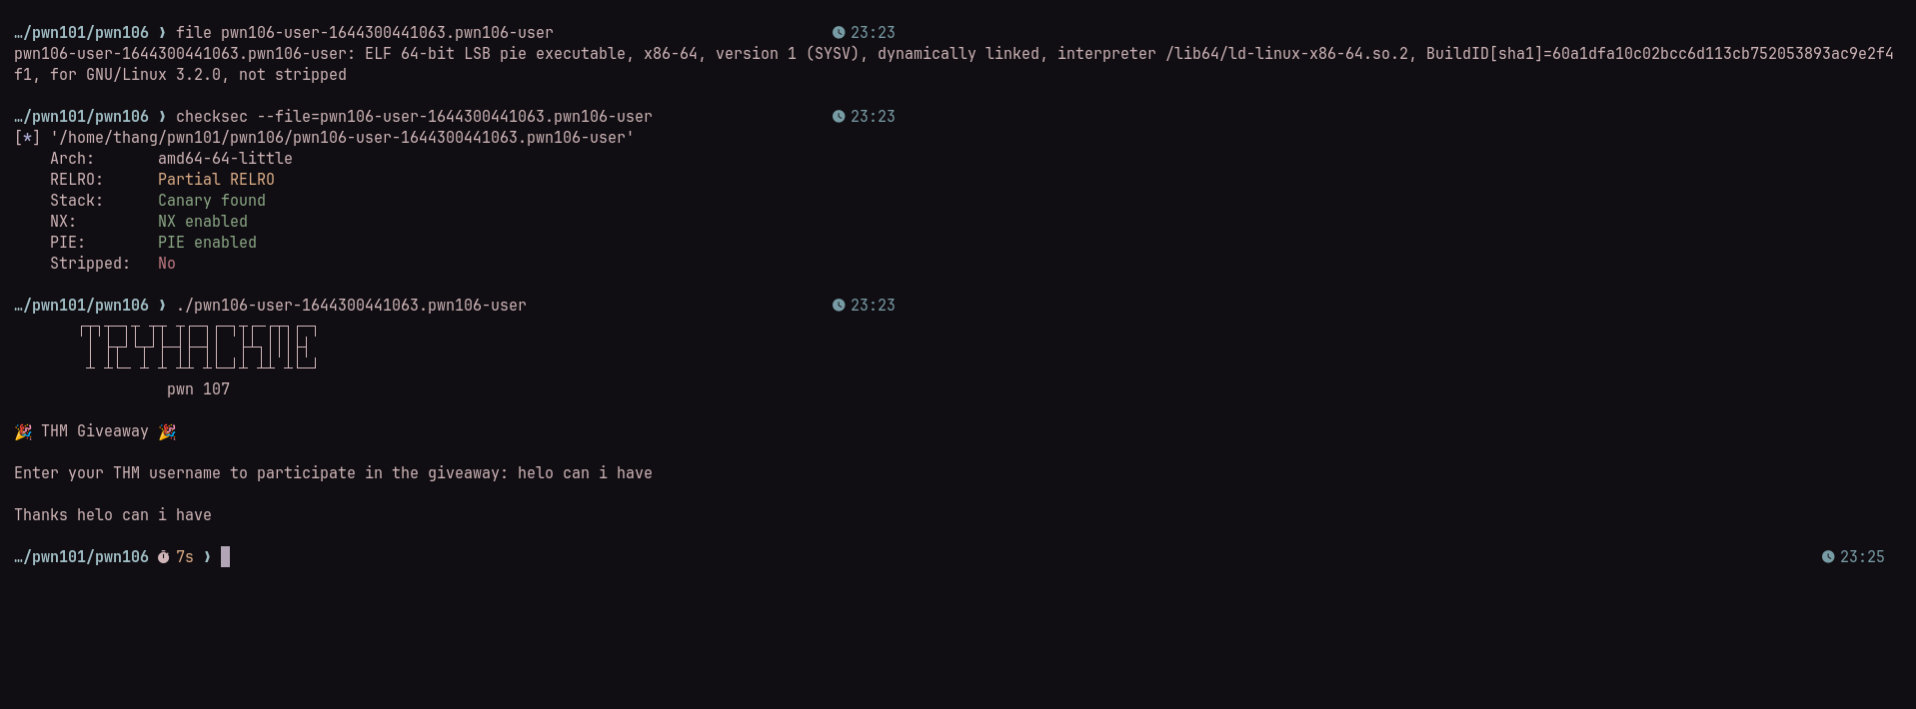 …/pwn101/pwn106 ❯ file pwn106-user-1644300441063.pwn106-user 23:23
pwn106-user-1644300441063.pwn106-user: ELF 64-bit LSB pie executable, x86-64, version 1 (SYSV), dynamically linked, interpreter /lib64/ld-linux-x86-64.so.2, BuildID[sha1]=60a1dfa10c02bcc6d113cb752053893ac9e2f4
f1, for GNU/Linux 3.2.0, not stripped
…/pwn101/pwn106 ❯ checksec --file=pwn106-user-1644300441063.pwn106-user 23:23
[*] '/home/thang/pwn101/pwn106/pwn106-user-1644300441063.pwn106-user'
Arch: amd64-64-little
RELRO: Partial RELRO
Stack: Canary found
NX: NX enabled
PIE: PIE enabled
Stripped: No
…/pwn101/pwn106 ❯ ./pwn106-user-1644300441063.pwn106-user 23:23
TRYHACKME
pwn 107
🎉 THM Giveaway 🎉
Enter your THM username to participate in the giveaway: helo can i have
Thanks helo can i have
…/pwn101/pwn106 ⏱ 7s ❯ 23:25